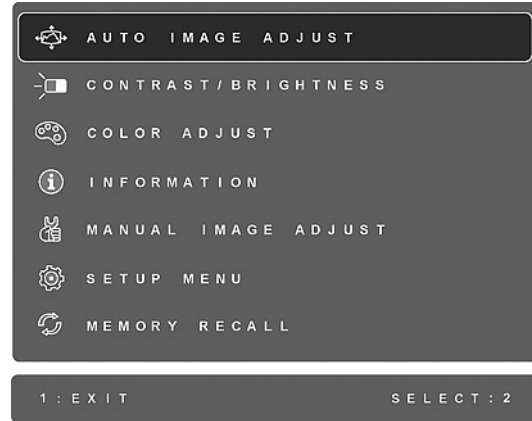 AUTO IMAGE ADJUST
CONTRAST/BRIGHTNESS
COLOR ADJUST
INFORMATION
MANUAL IMAGE ADJUST
SETUP MENU
MEMORY RECALL
1:EXIT SELECT:2